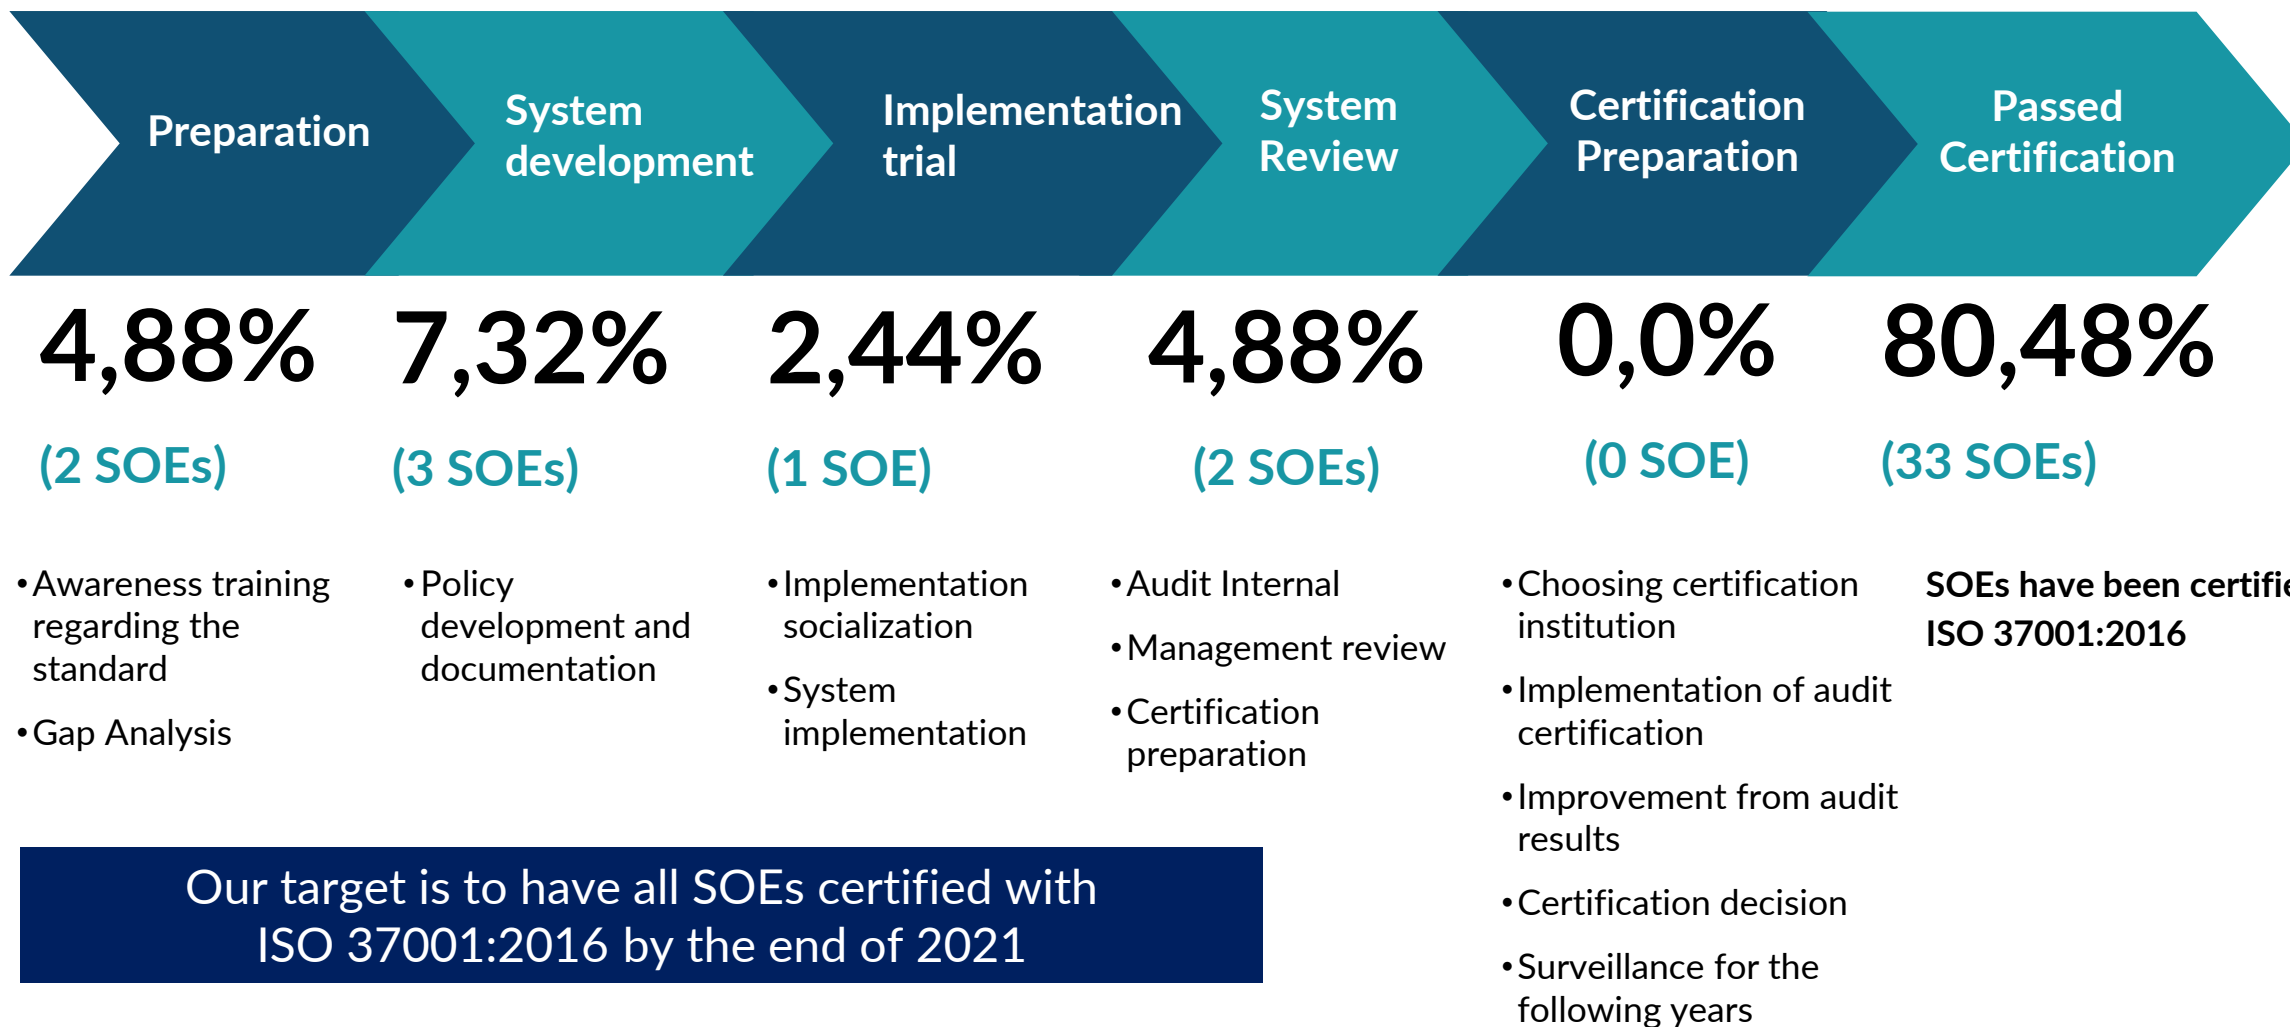 Preparation
System
development
Implementation
trial
System
Review
Certification
Preparation
Passed
Certification
4,88%
7,32%
2,44%
4,88%
0,0%
80,48%
(2 SOEs)
(3 SOEs)
(1 SOE)
(2 SOEs)
(0 SOE)
(33 SOEs)
•Awareness training
regarding the
standard
•Gap Analysis
•Policy
development and
documentation
•Implementation
socialization
•System
implementation
•Audit Internal
•Management review
•Certification
preparation
•Choosing certification
institution
•Implementation of audit
certification
•Improvement from audit
results
•Certification decision
•Surveillance for the
following years
SOEs have been
ISO 37001:2016
Our target is to have all SOEs certified with
ISO 37001:2016 by the end of 2021